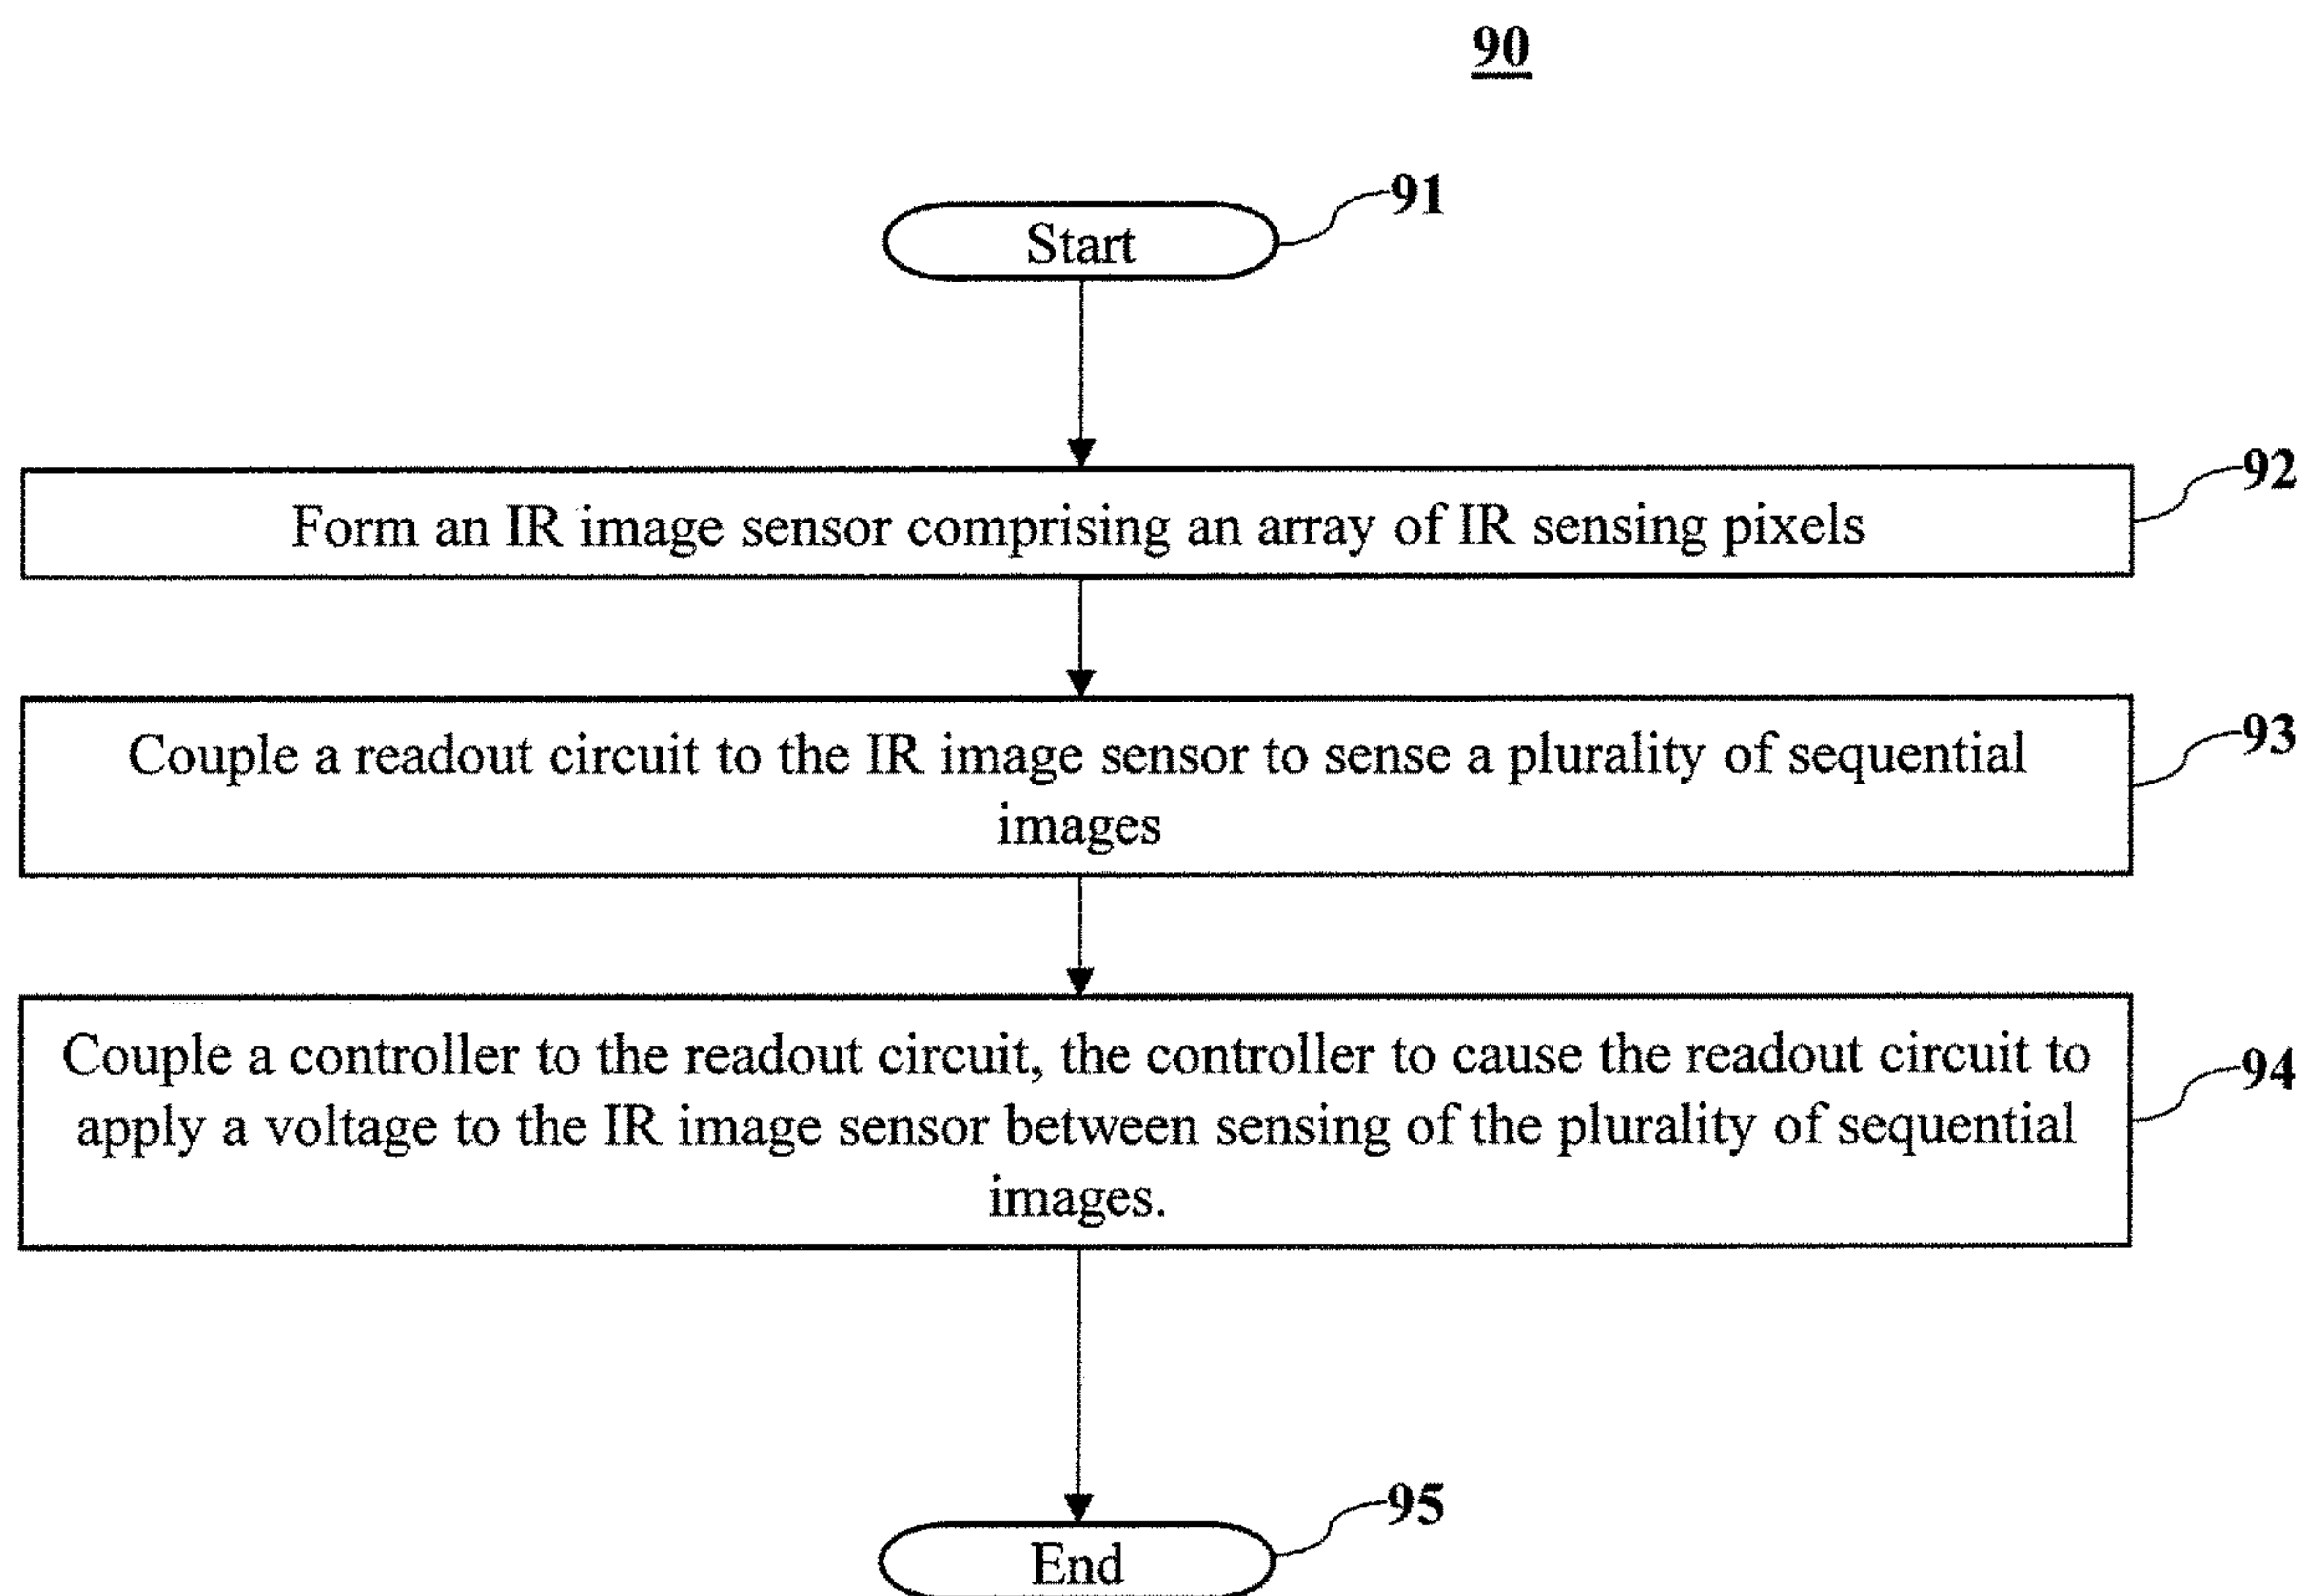 90
Start
91
Form an IR image sensor comprising an array of IR sensing pixels
92
Couple a readout circuit to the IR image sensor to sense a plurality of sequential
images
93
Couple a controller to the readout circuit, the controller to cause the readout circuit to
apply a voltage to the IR image sensor between sensing of the plurality of sequential
images.
94
End
95